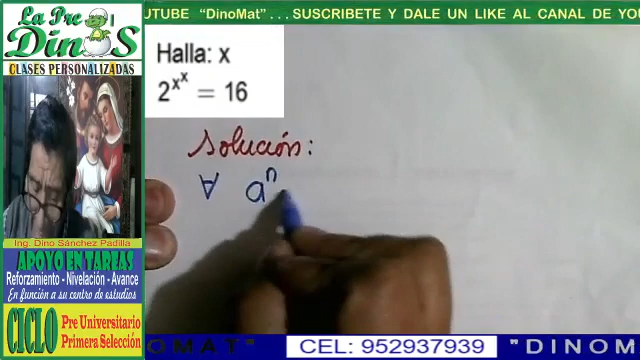 La Pre
DinoS
CLASES PERSONALIZADAS
UTUBE "DinoMat"... SUSCRIBETE Y DALE UN LIKE AL CANAL DE YOU
Halla: x
2^{x^x} = 16
Solución:
∀ a^n
Ing. Dino Sánchez Padilla
APOYO EN TAREAS
Reforzamiento - Nivelación - Avance
En función a su centro de estudios
CICLO Pre Universitario
Primera Selección
OMAT" CEL: 952937939 "DINOM